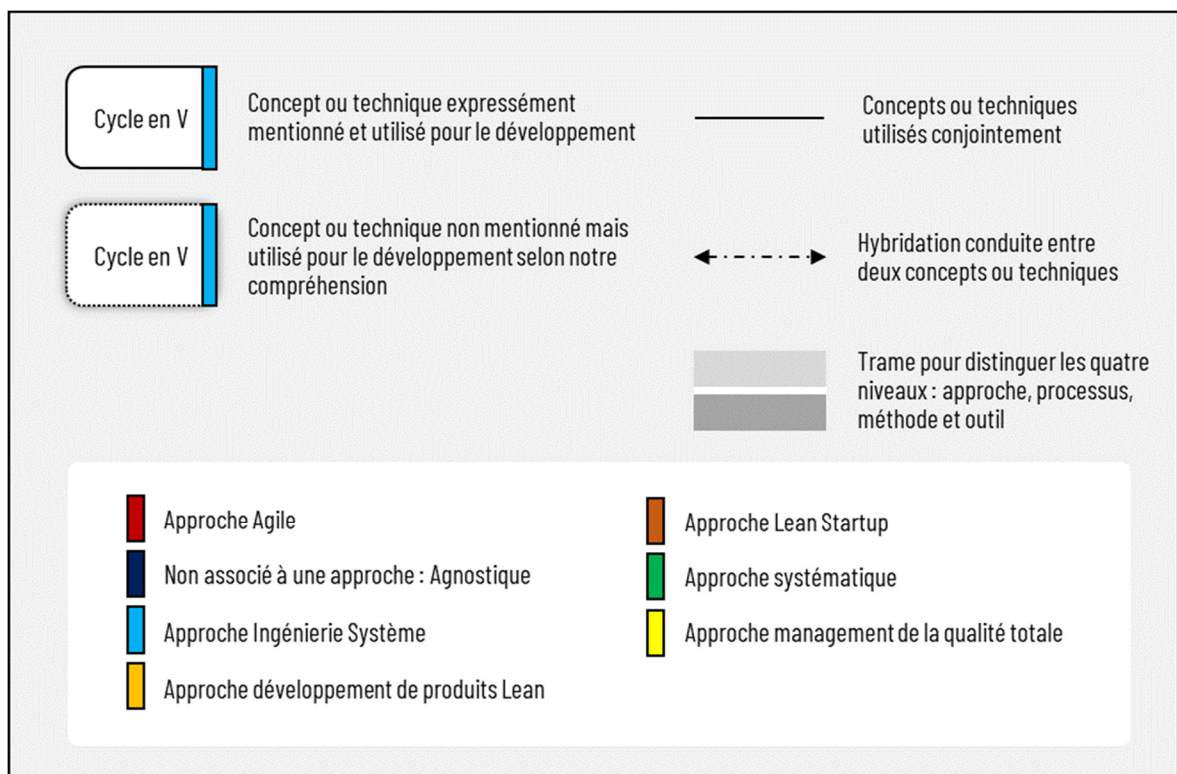 Cycle en V
Concept ou technique expressément
mentionné et utilisé pour le développement
Concepts ou techniques
utilisés conjointement
Cycle en V
Concept ou technique non mentionné mais
utilisé pour le développement selon notre
compréhension
Hybridation conduite entre
deux concepts ou techniques
Trame pour distinguer les quatre
niveaux : approche, processus,
méthode et outil
Approche Agile
Non associé à une approche : Agnostique
Approche Ingénierie Système
Approche développement de produits Lean
Approche Lean Startup
Approche systématique
Approche management de la qualité totale